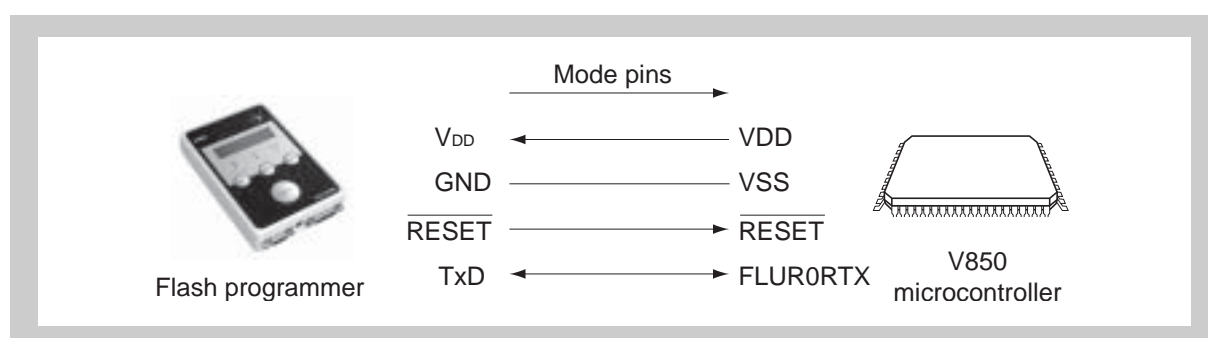 Mode pins
VDD VDD
GND VSS
RESET RESET
TxD FLUR0RTX
Flash programmer
V850
microcontroller